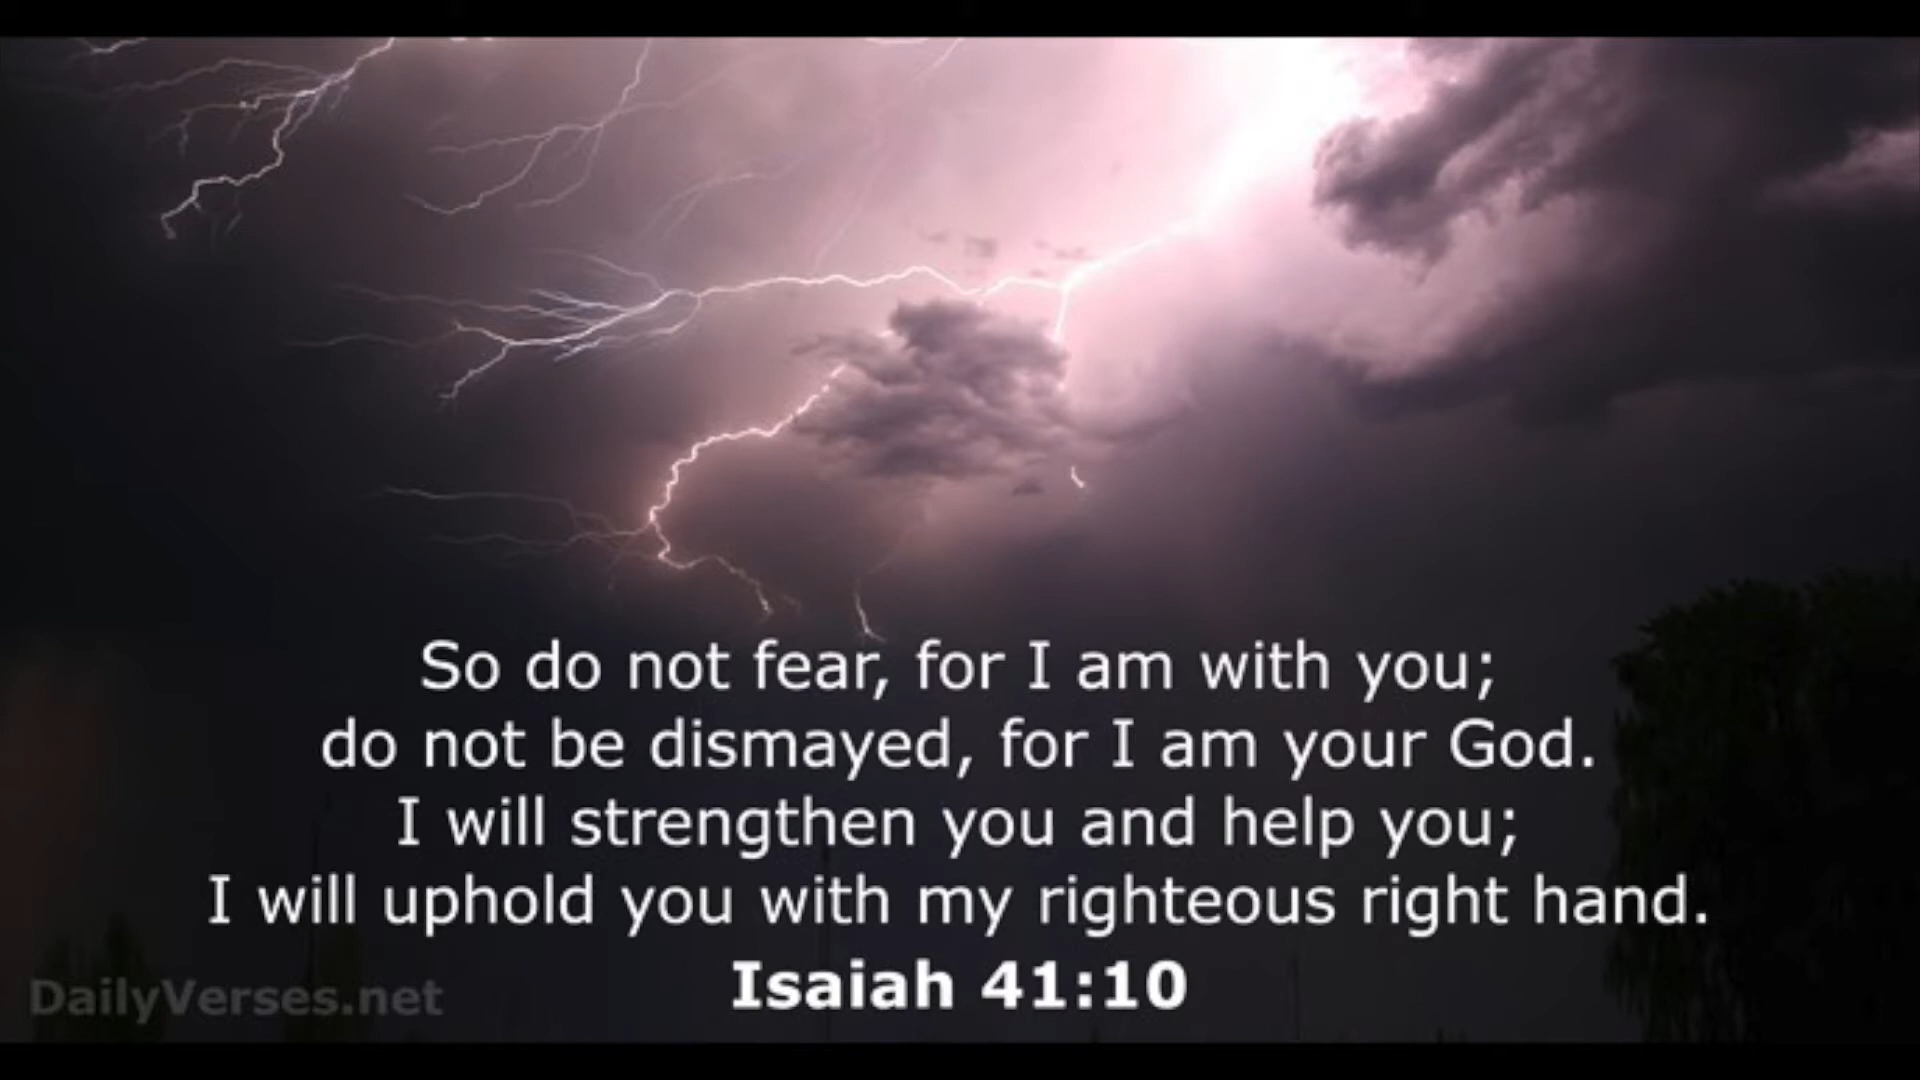 So do not fear, for I am with you;
do not be dismayed, for I am your God.
I will strengthen you and help you;
I will uphold you with my righteous right hand.
Isaiah 41:10
DailyVerses.net